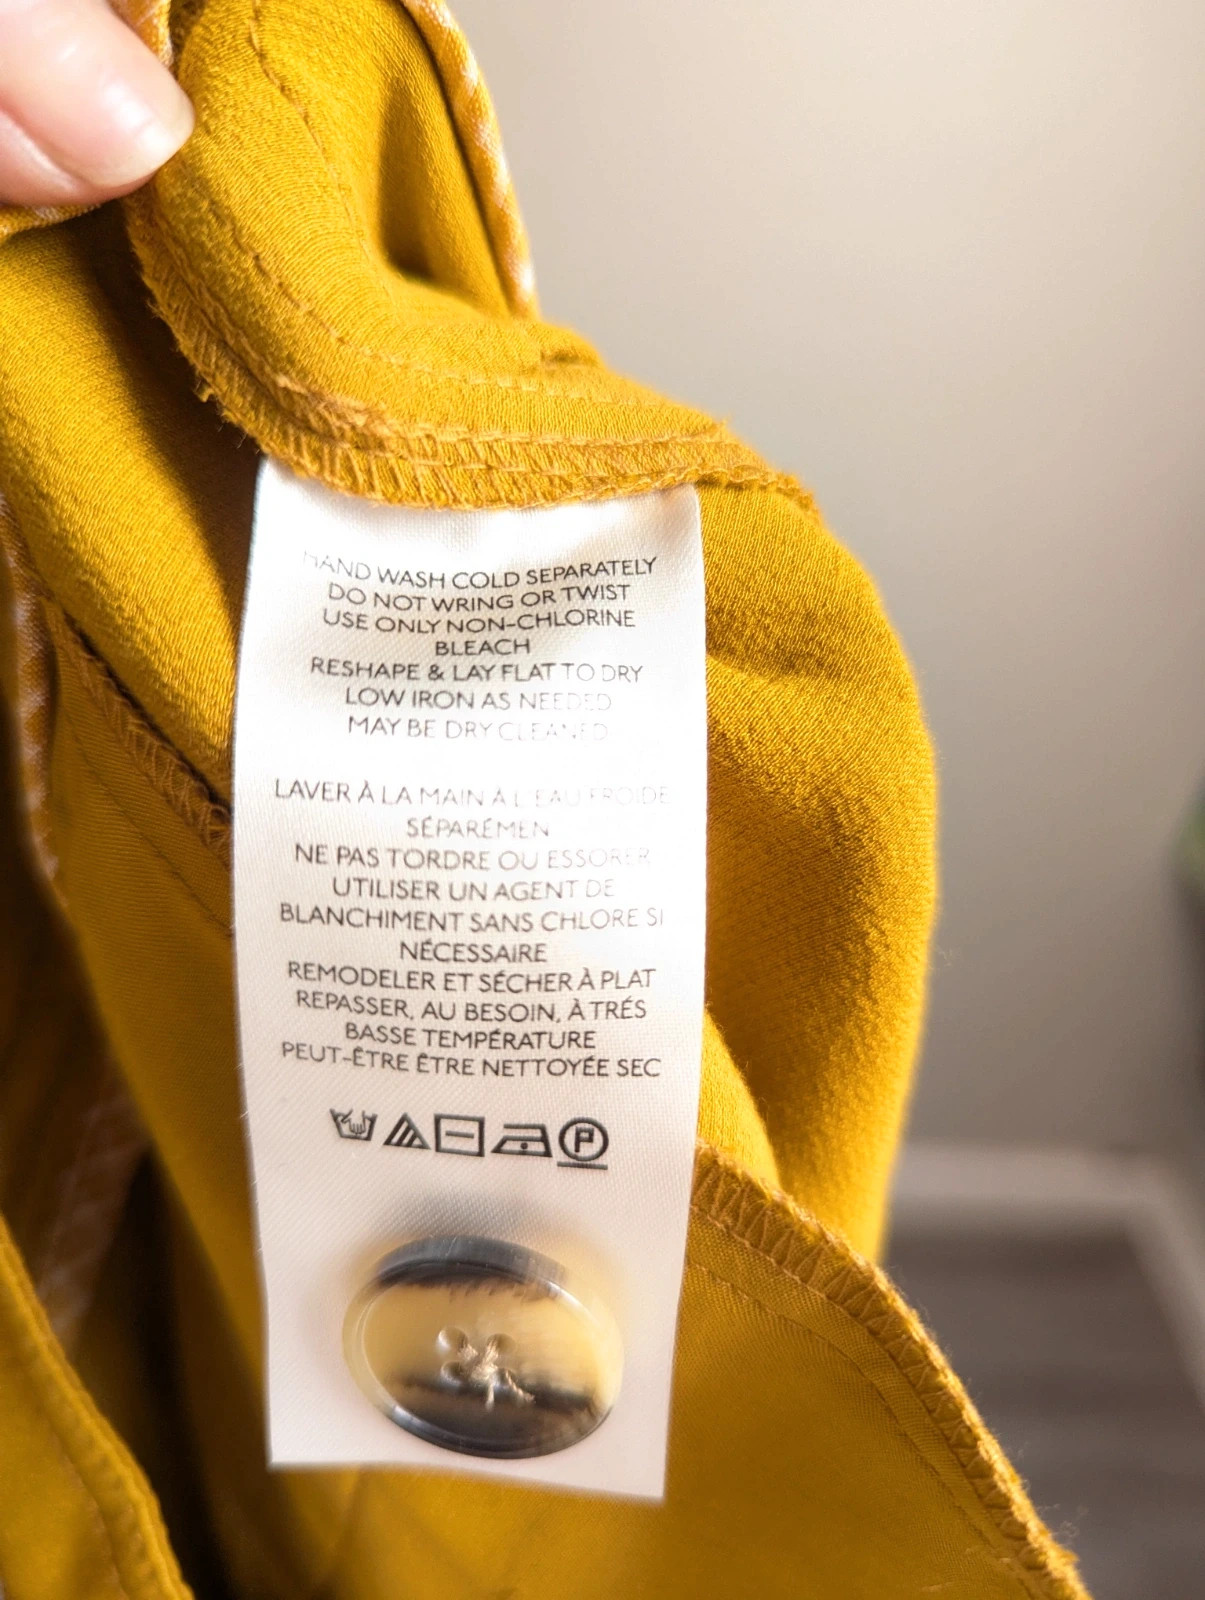 HAND WASH COLD SEPARATELY
DO NOT WRING OR TWIST
USE ONLY NON-CHLORINE
BLEACH
RESHAPE & LAY FLAT TO DRY
LOW IRON AS NEEDED
MAY BE DRY CLEANED
LAVER À LA MAIN À L'EAU FROIDE
SÉPARÉMEN
NE PAS TORDRE OU ESSORER
UTILISER UN AGENT DE
BLANCHIMENT SANS CHLORE SI
NÉCESSAIRE
REMODELER ET SÉCHER À PLAT
REPASSER, AU BESOIN, À TRÉS
BASSE TEMPÉRATURE
PEUT-ÊTRE ÊTRE NETTOYÉE SEC
P